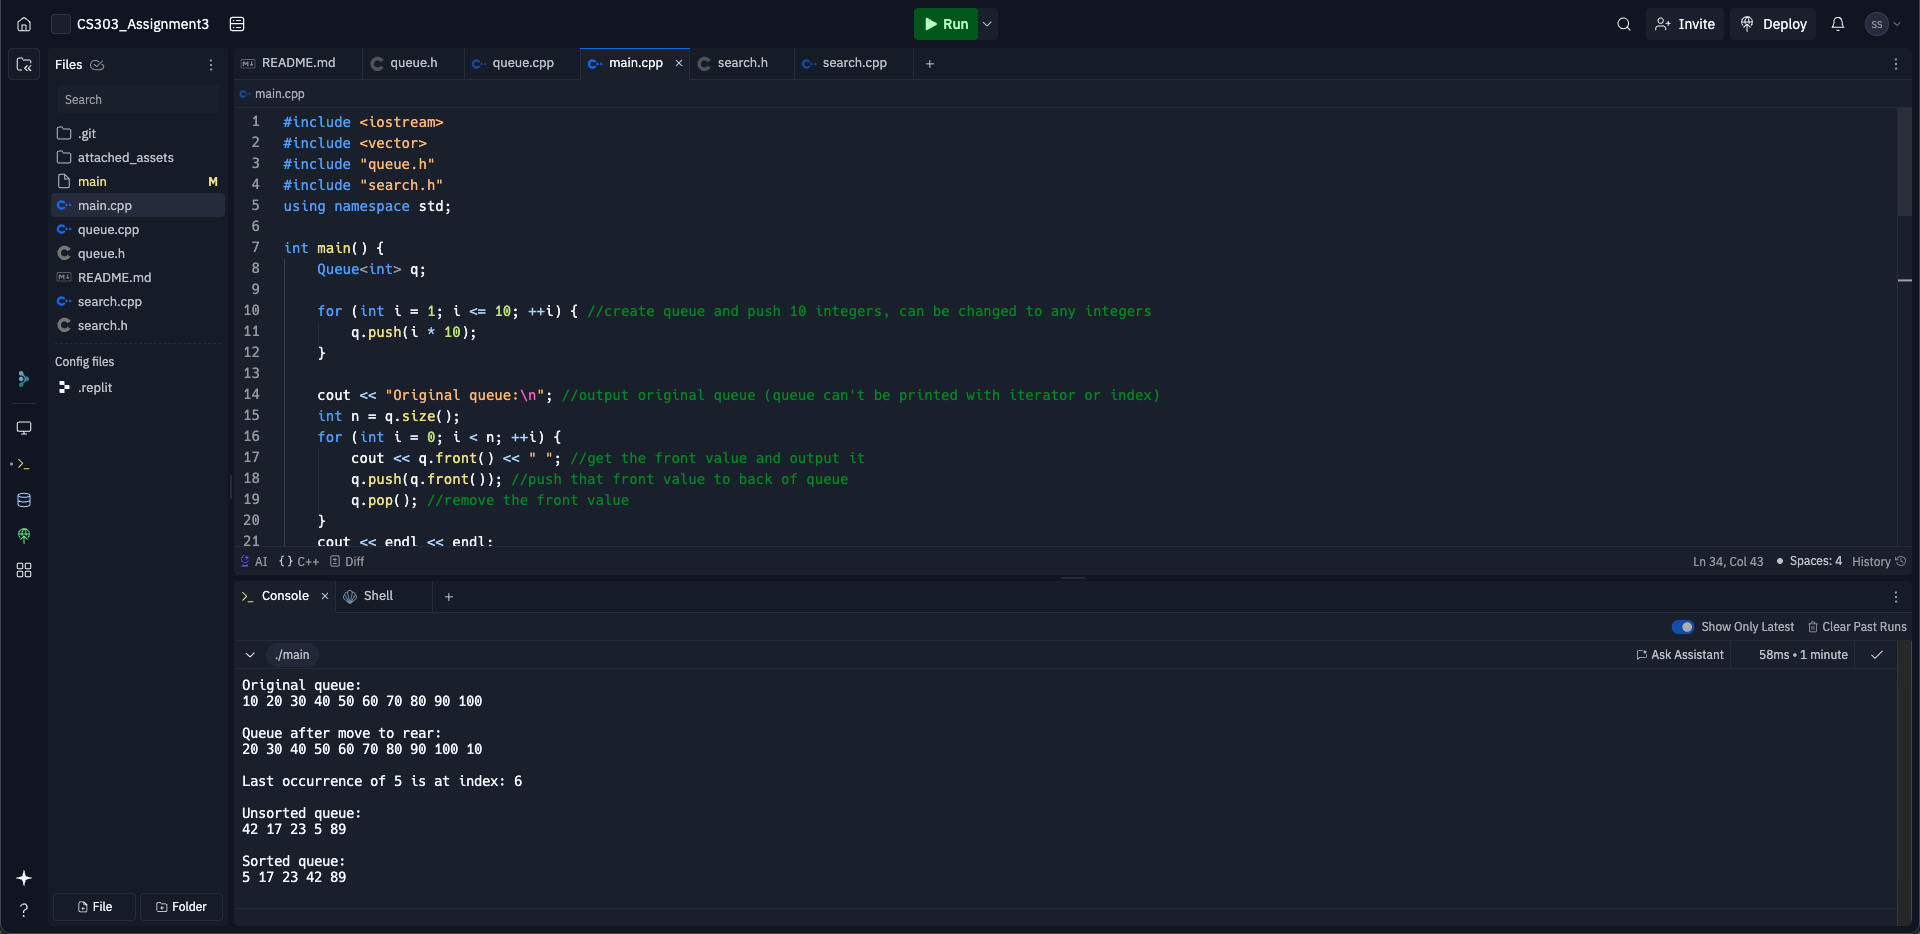 CS303_Assignment3
Run
Invite
Deploy
SS
Files
README.md
queue.h
queue.cpp
main.cpp
search.h
search.cpp
Search
main.cpp
.git
attached_assets
main M
main.cpp
queue.cpp
queue.h
README.md
search.cpp
search.h
Config files
.replit
1 #include <iostream>
2 #include <vector>
3 #include "queue.h"
4 #include "search.h"
5 using namespace std;
6
7 int main() {
8 Queue<int> q;
9
10 for (int i = 1; i <= 10; ++i) { //create queue and push 10 integers, can be changed to any integers
11 q.push(i * 10);
12 }
13
14 cout << "Original queue:\n"; //output original queue (queue can't be printed with iterator or index)
15 int n = q.size();
16 for (int i = 0; i < n; ++i) {
17 cout << q.front() << " "; //get the front value and output it
18 q.push(q.front()); //push that front value to back of queue
19 q.pop(); //remove the front value
20 }
21 cout << endl << endl;
AI {} C++ Diff
Ln 34, Col 43 • Spaces: 4 History
Console
Shell
Show Only Latest
Clear Past Runs
./main
Ask Assistant
58ms • 1 minute
Original queue:
10 20 30 40 50 60 70 80 90 100
Queue after move to rear:
20 30 40 50 60 70 80 90 100 10
Last occurrence of 5 is at index: 6
Unsorted queue:
42 17 23 5 89
Sorted queue:
5 17 23 42 89
File
Folder